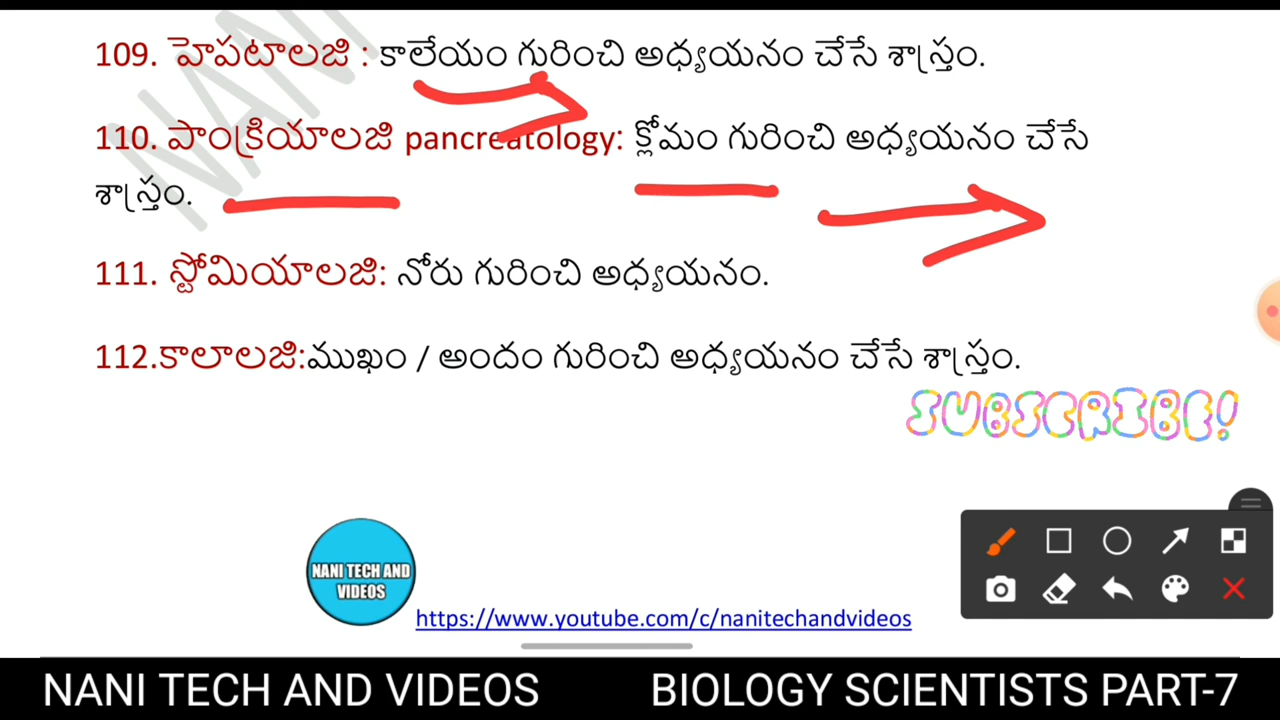 109. హెపటాలజి : కాలేయం గురించి అధ్యయనం చేసే శాస్త్రం.
110. పాంక్రియాలజి pancreatology: క్లోమం గురించి అధ్యయనం చేసే
శాస్త్రం.
111. స్టోమియాలజి: నోరు గురించి అధ్యయనం.
112.కాలాలజి:ముఖం / అందం గురించి అధ్యయనం చేసే శాస్త్రం.
SUBSCRIBE!
NANI TECH AND
VIDEOS
https://www.youtube.com/c/nanitechandvideos
NANI TECH AND VIDEOS BIOLOGY SCIENTISTS PART-7
NANI